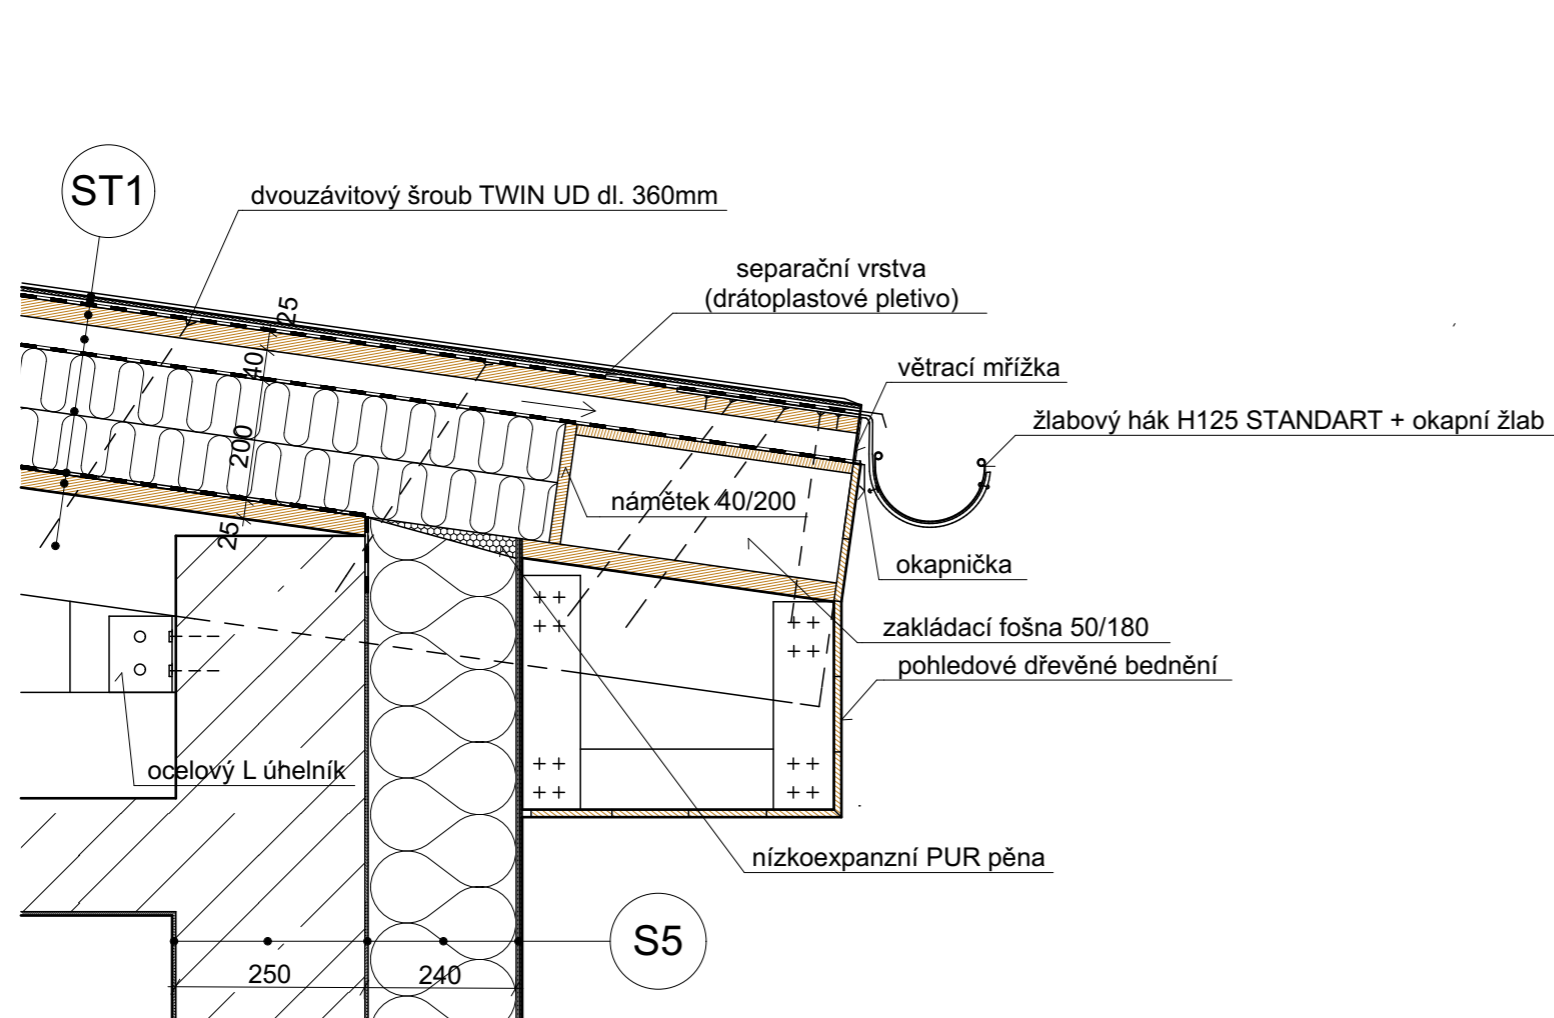 ST1
dvouzávitový šroub TWIN UD dl. 360mm
separační vrstva
(drátoplastové pletivo)
25
40
200
25
větrací mřížka
žlabový hák H125 STANDART + okapní žlab
námětek 40/200
okapnička
zakládací fošna 50/180
pohledové dřevěné bednění
ocelový L úhelník
nízkoexpanzní PUR pěna
S5
250
240